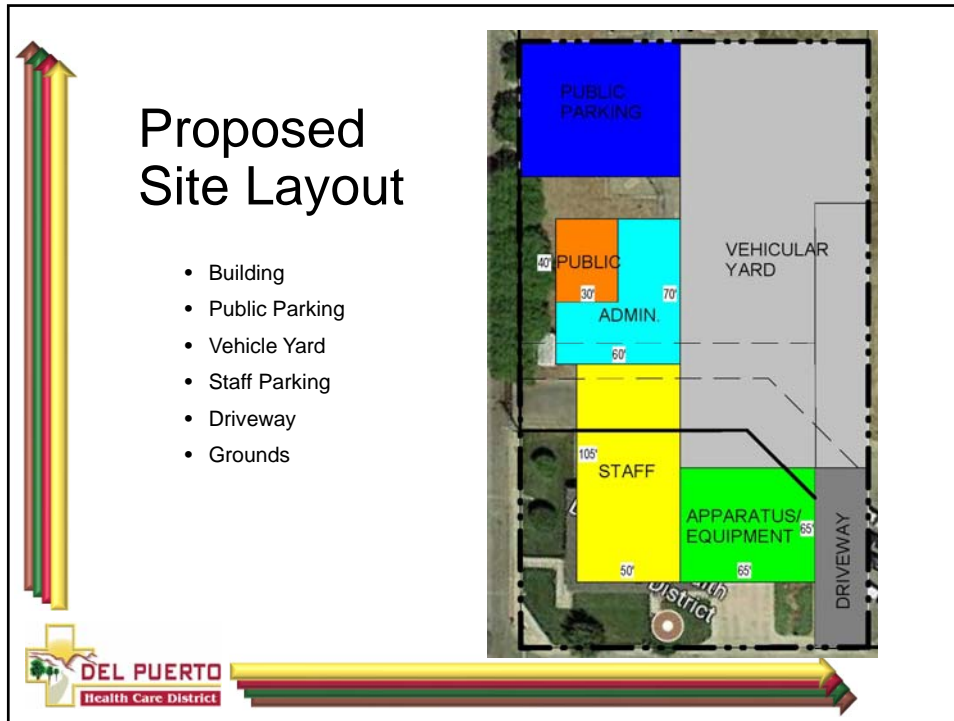 Proposed
Site Layout
• Building
• Public Parking
• Vehicle Yard
• Staff Parking
• Driveway
• Grounds
PUBLIC
PARKING
VEHICULAR
YARD
40'
PUBLIC
30'
70'
ADMIN.
60'
105'
STAFF
50'
APPARATUS/
EQUIPMENT
65'
65'
DRIVEWAY
District
DEL PUERTO
Health Care District